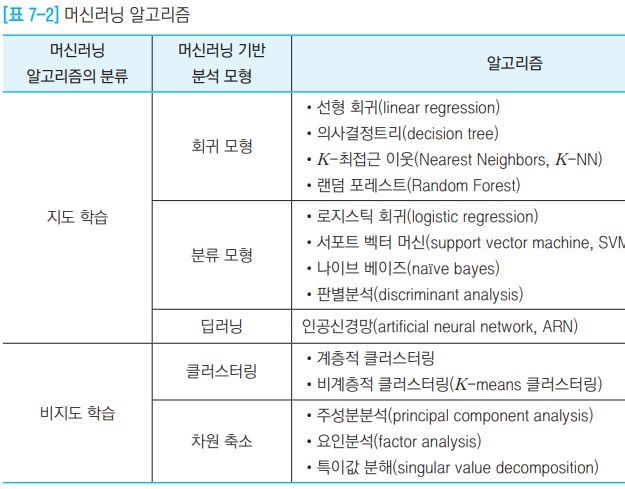 [표 7-2] 머신러닝 알고리즘
머신러닝
알고리즘의 분류
머신러닝 기반
분석 모형
알고리즘
지도 학습
회귀 모형
• 선형 회귀(linear regression)
• 의사결정트리(decision tree)
• K-최접근 이웃(Nearest Neighbors, K-NN)
• 랜덤 포레스트(Random Forest)
분류 모형
• 로지스틱 회귀(logistic regression)
• 서포트 벡터 머신(support vector machine, SVM
• 나이브 베이즈(naïve bayes)
• 판별분석(discriminant analysis)
딥러닝
인공신경망(artificial neural network, ARN)
비지도 학습
클러스터링
• 계층적 클러스터링
• 비계층적 클러스터링(K-means 클러스터링)
차원 축소
• 주성분분석(principal component analysis)
• 요인분석(factor analysis)
• 특이값 분해(singular value decomposition)